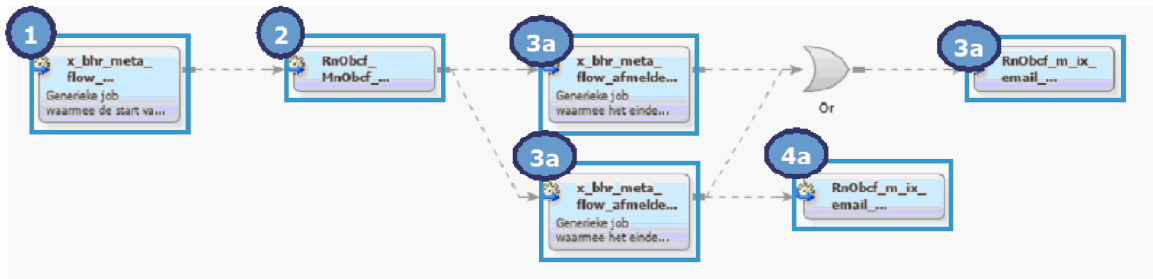 1
x_bhr_meta_
flow_...
Generieke job
waarmee de start va...
2
RnObcf_
MnObcf_...
3a
x_bhr_meta_
flow_afmelde...
Generieke job
waarmee het einde...
Or
3a
RnObcf_m_ix_
email_...
3a
x_bhr_meta_
flow_afmelde...
Generieke job
waarmee het einde...
4a
RnObcf_m_ix_
email_...